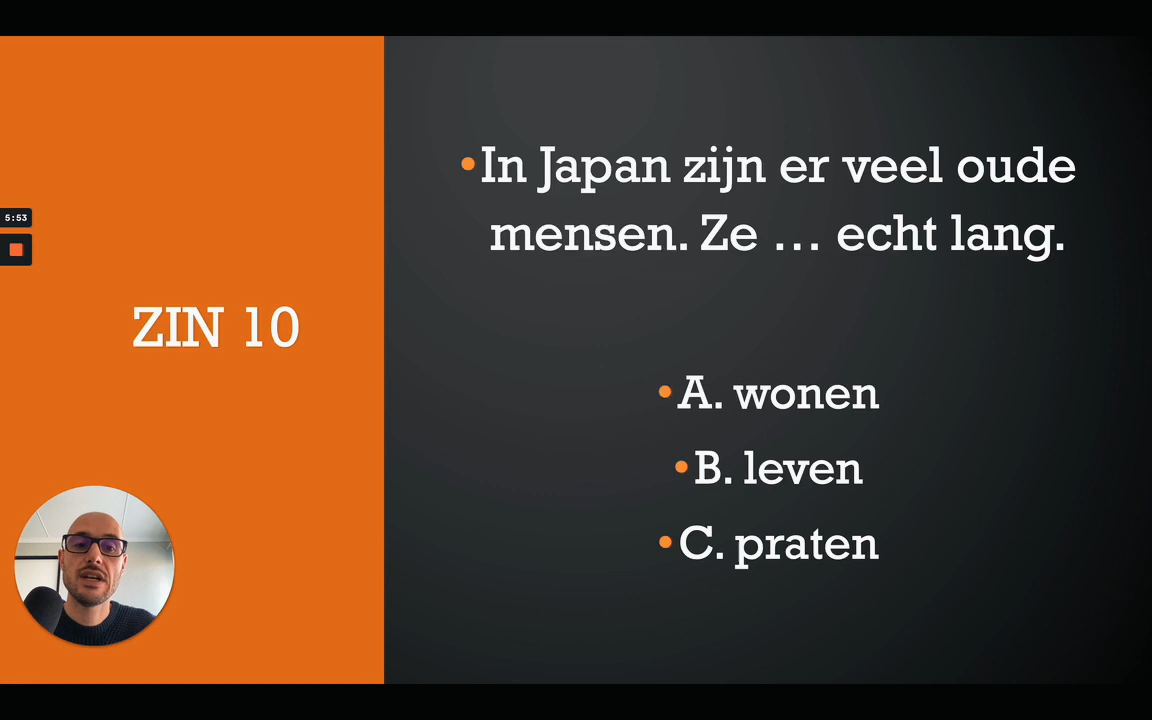 5:53
ZIN 10
•In Japan zijn er veel oude
mensen. Ze … echt lang.
•A. wonen
•B. leven
•C. praten